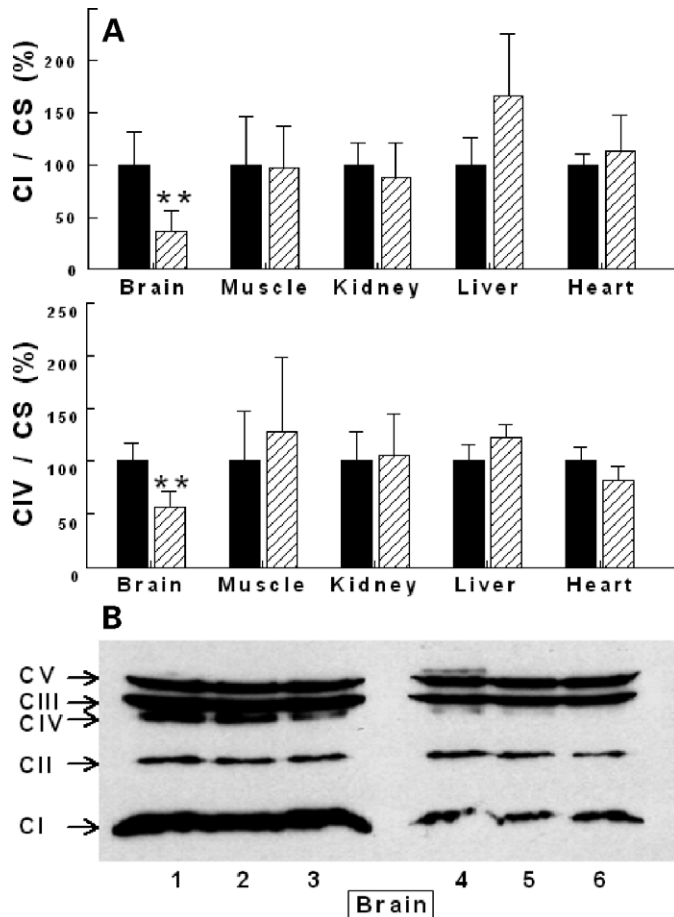 A
CI / CS (%)
200
150
100
50
0
**
Brain Muscle Kidney Liver Heart
CIV / CS (%)
250
200
150
100
50
0
**
Brain Muscle Kidney Liver Heart
B
CV
CIII
CIV
CII
CI
1 2 3 4 5 6
Brain